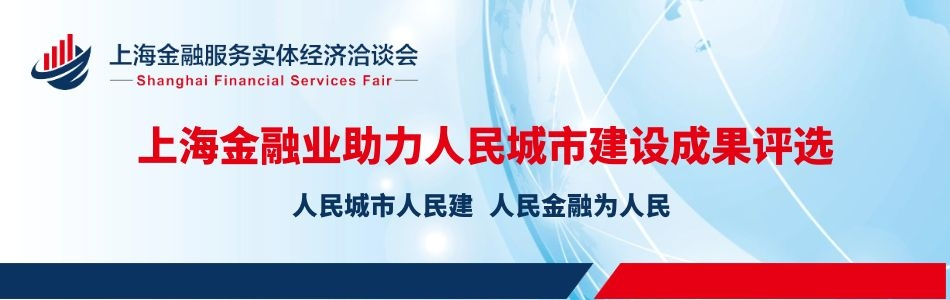 上海金融服务实体经济洽谈会
Shanghai Financial Services Fair
上海金融业助力人民城市建设成果评选
人民城市人民建 人民金融为人民